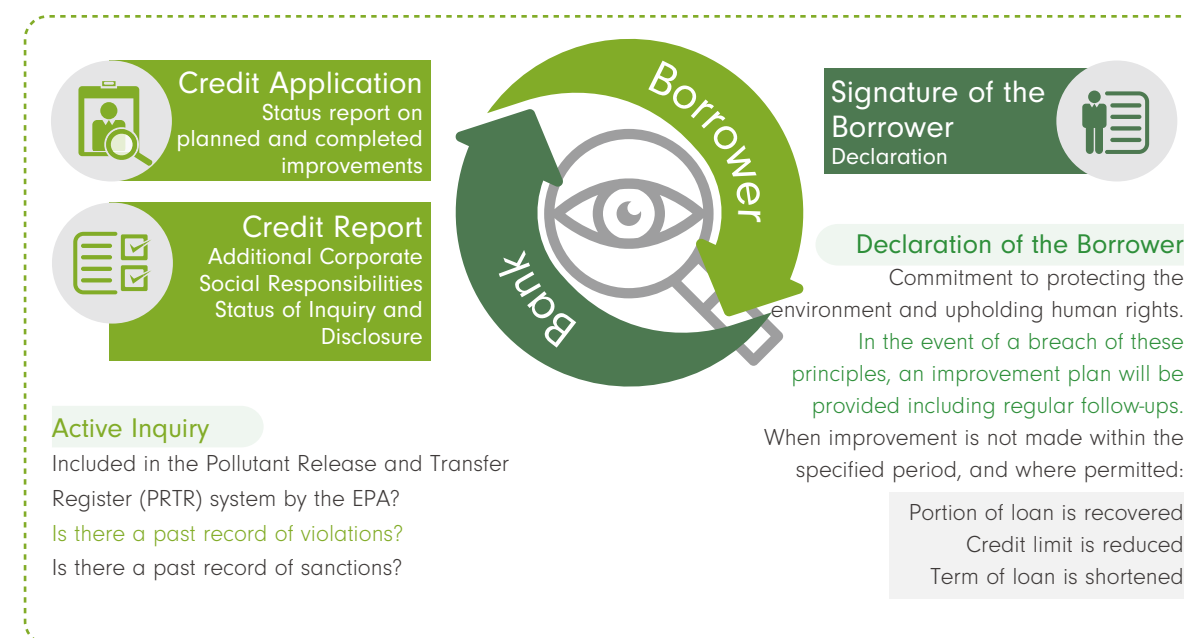 Credit Application
Status report on
planned and completed
improvements
Credit Report
Additional Corporate
Social Responsibilities
Status of Inquiry and
Disclosure
Active Inquiry
Included in the Pollutant Release and Transfer
Register (PRTR) system by the EPA?
Is there a past record of violations?
Is there a past record of sanctions?
Borrower
Bank
Signature of the
Borrower
Declaration
Declaration of the Borrower
Commitment to protecting the
environment and upholding human rights.
In the event of a breach of these
principles, an improvement plan will be
provided including regular follow-ups.
When improvement is not made within the
specified period, and where permitted:
Portion of loan is recovered
Credit limit is reduced
Term of loan is shortened